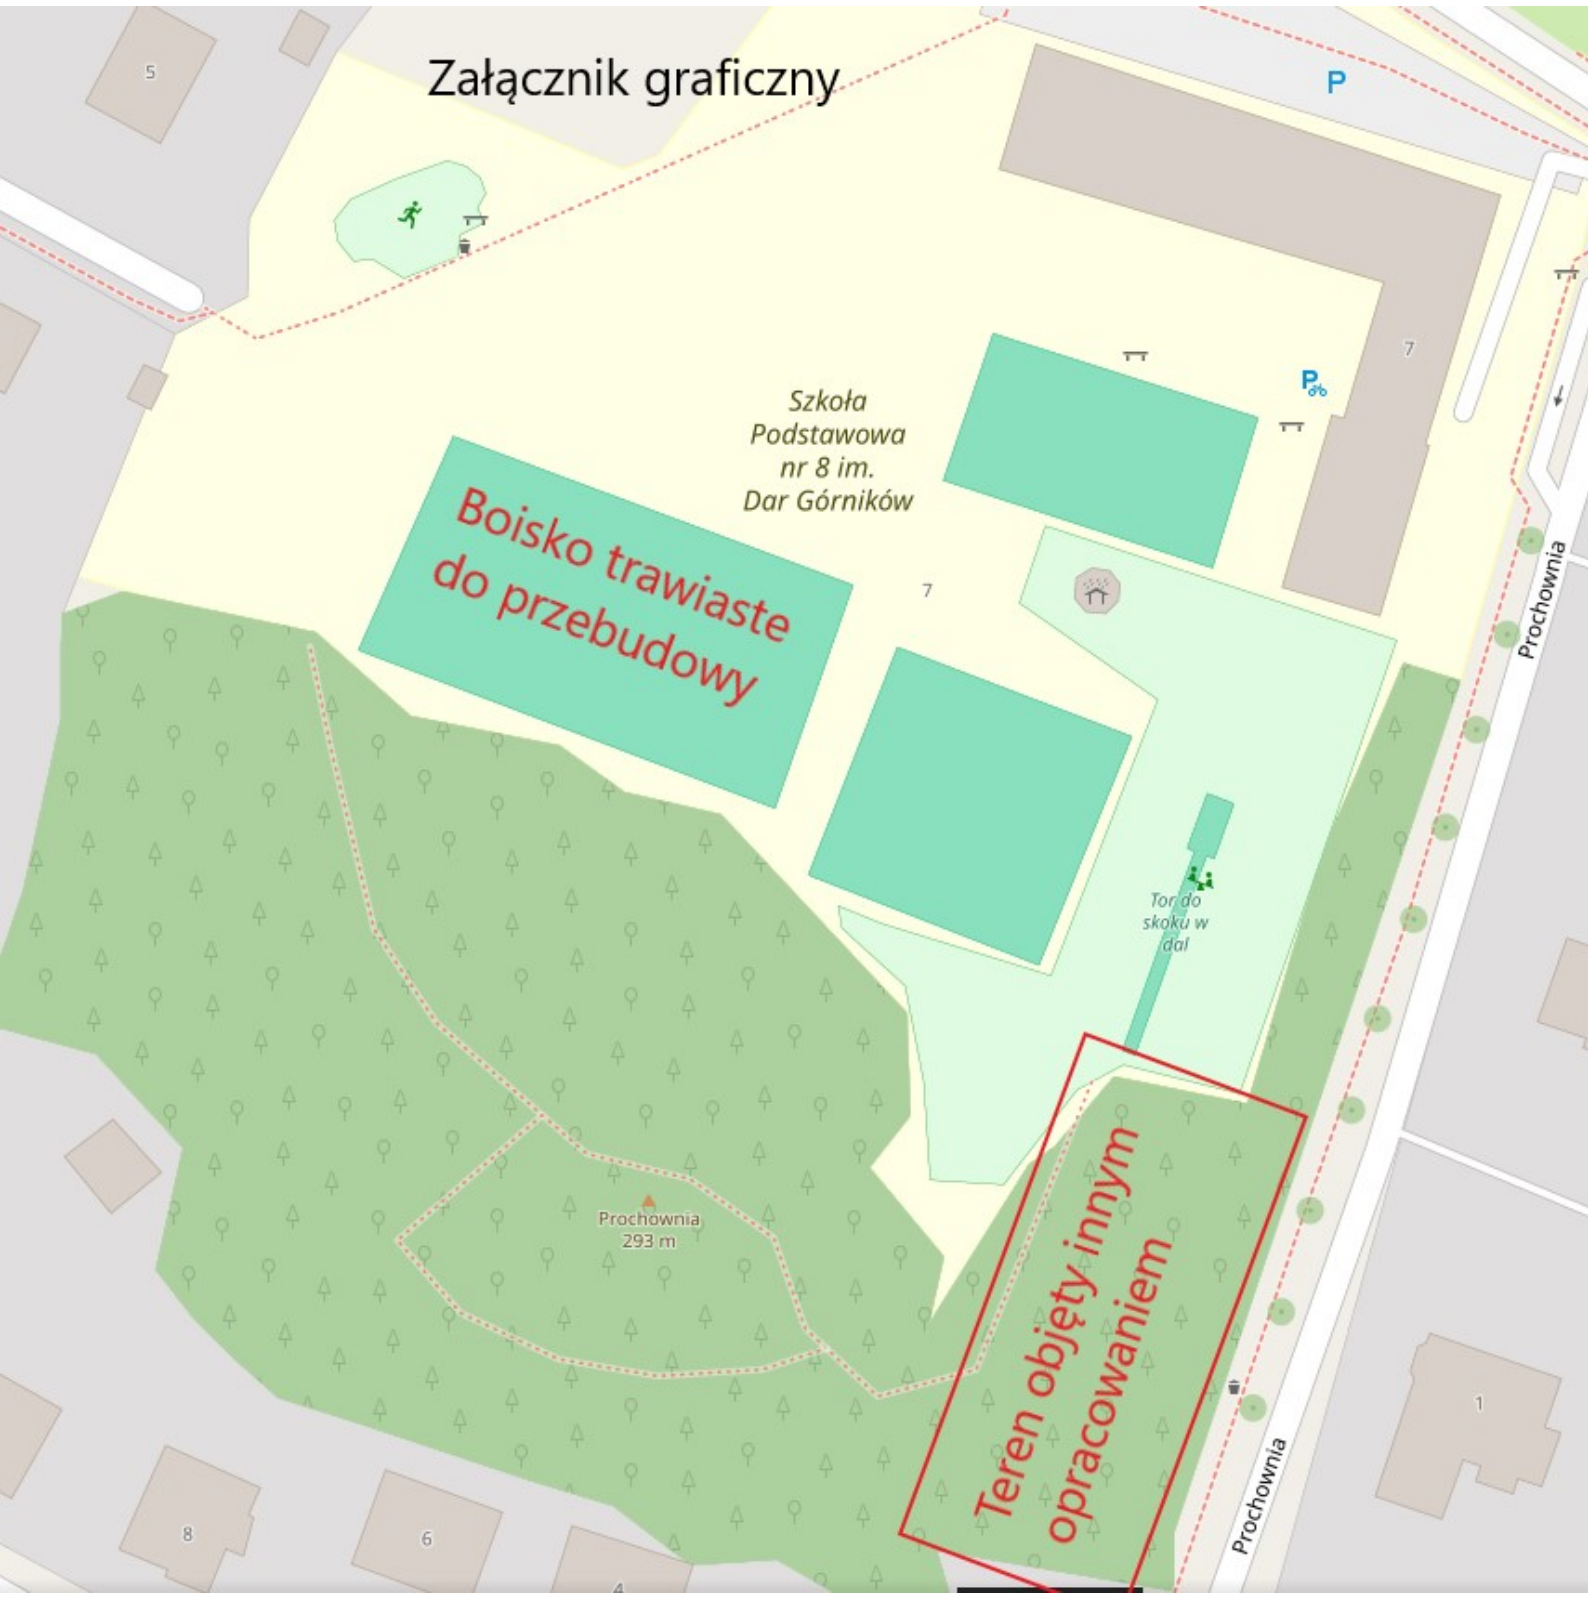 Załącznik graficzny
5
P
7
P
Szkoła
Podstawowa
nr 8 im.
Dar Górników
Boisko trawiaste
do przebudowy
7
Prochownia
Tor do
skoku w
dal
Prochownia
293 m
Teren objęty innym
opracowaniem
1
Prochownia
8
6
4